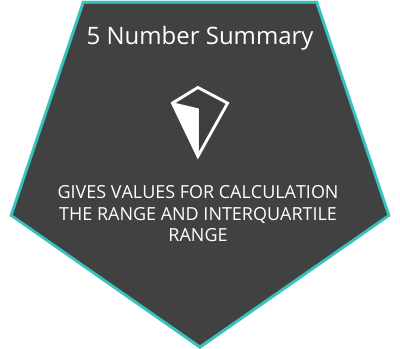 5 Number Summary
GIVES VALUES FOR CALCULATION
THE RANGE AND INTERQUARTILE
RANGE